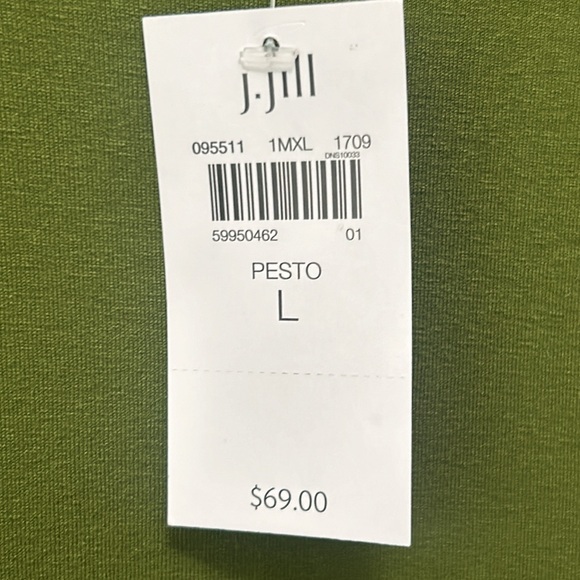 j.jill
095511 1MXL 1709
DNS10033
59950462 01
PESTO
L
$69.00